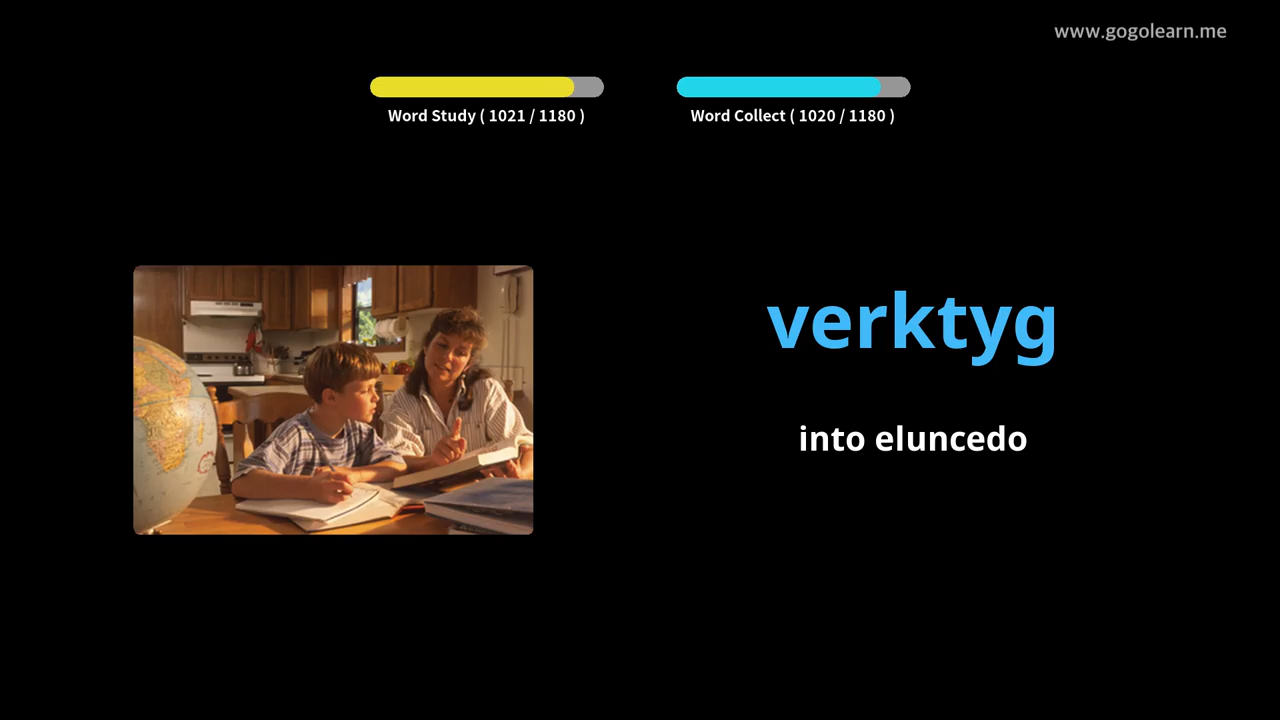 www.gogolearn.me
Word Study ( 1021 / 1180 )
Word Collect ( 1020 / 1180 )
verktyg
into eluncedo